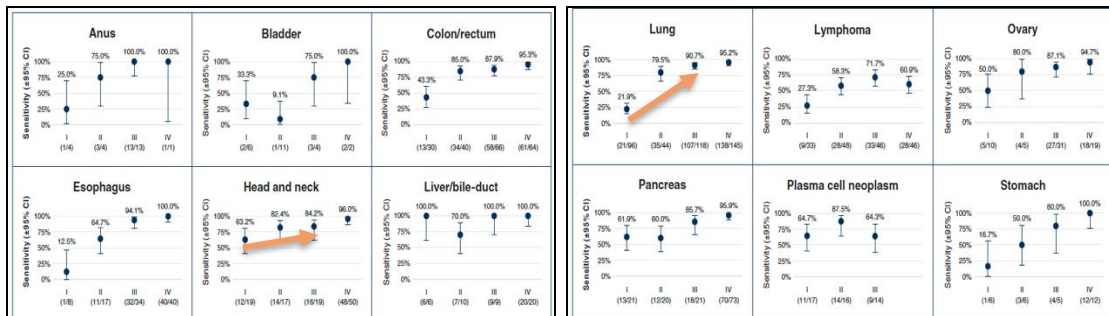 Anus
Sensitivity (±95% CI)
100%
75%
50%
25%
0%
25.0%
75.0%
100.0%
100.0%
I
II
III
IV
(1/4)
(3/4)
(13/13)
(1/1)
Bladder
Sensitivity (±95% CI)
100%
75%
50%
25%
0%
33.3%
9.1%
75.0%
100.0%
I
II
III
IV
(2/6)
(1/11)
(3/4)
(2/2)
Colon/rectum
Sensitivity (±95% CI)
100%
75%
50%
25%
0%
43.3%
85.0%
87.9%
95.3%
I
II
III
IV
(13/30)
(34/40)
(58/66)
(61/64)
Esophagus
Sensitivity (±95% CI)
100%
75%
50%
25%
0%
12.5%
64.7%
94.1%
100.0%
I
II
III
IV
(1/8)
(11/17)
(32/34)
(40/40)
Head and neck
Sensitivity (±95% CI)
100%
75%
50%
25%
0%
63.2%
82.4%
84.2%
96.0%
I
II
III
IV
(12/19)
(14/17)
(16/19)
(48/50)
Liver/bile-duct
Sensitivity (±95% CI)
100%
75%
50%
25%
0%
100.0%
70.0%
100.0%
100.0%
I
II
III
IV
(6/6)
(7/10)
(9/9)
(20/20)
Lung
Sensitivity (±95% CI)
100%
75%
50%
25%
0%
21.9%
79.5%
90.7%
95.2%
I
II
III
IV
(21/96)
(35/44)
(107/118)
(138/145)
Lymphoma
Sensitivity (±95% CI)
100%
75%
50%
25%
0%
27.3%
58.3%
71.7%
60.9%
I
II
III
IV
(9/33)
(28/48)
(33/46)
(28/46)
Ovary
Sensitivity (±95% CI)
100%
75%
50%
25%
0%
50.0%
80.0%
87.1%
94.7%
I
II
III
IV
(5/10)
(4/5)
(27/31)
(18/19)
Pancreas
Sensitivity (±95% CI)
100%
75%
50%
25%
0%
61.9%
60.0%
85.7%
95.9%
I
II
III
IV
(13/21)
(12/20)
(18/21)
(70/73)
Plasma cell neoplasm
Sensitivity (±95% CI)
100%
75%
50%
25%
0%
64.7%
87.5%
64.3%
I
II
III
(11/17)
(14/16)
(9/14)
Stomach
Sensitivity (±95% CI)
100%
75%
50%
25%
0%
16.7%
50.0%
80.0%
100.0%
I
II
III
IV
(1/6)
(3/6)
(4/5)
(12/12)